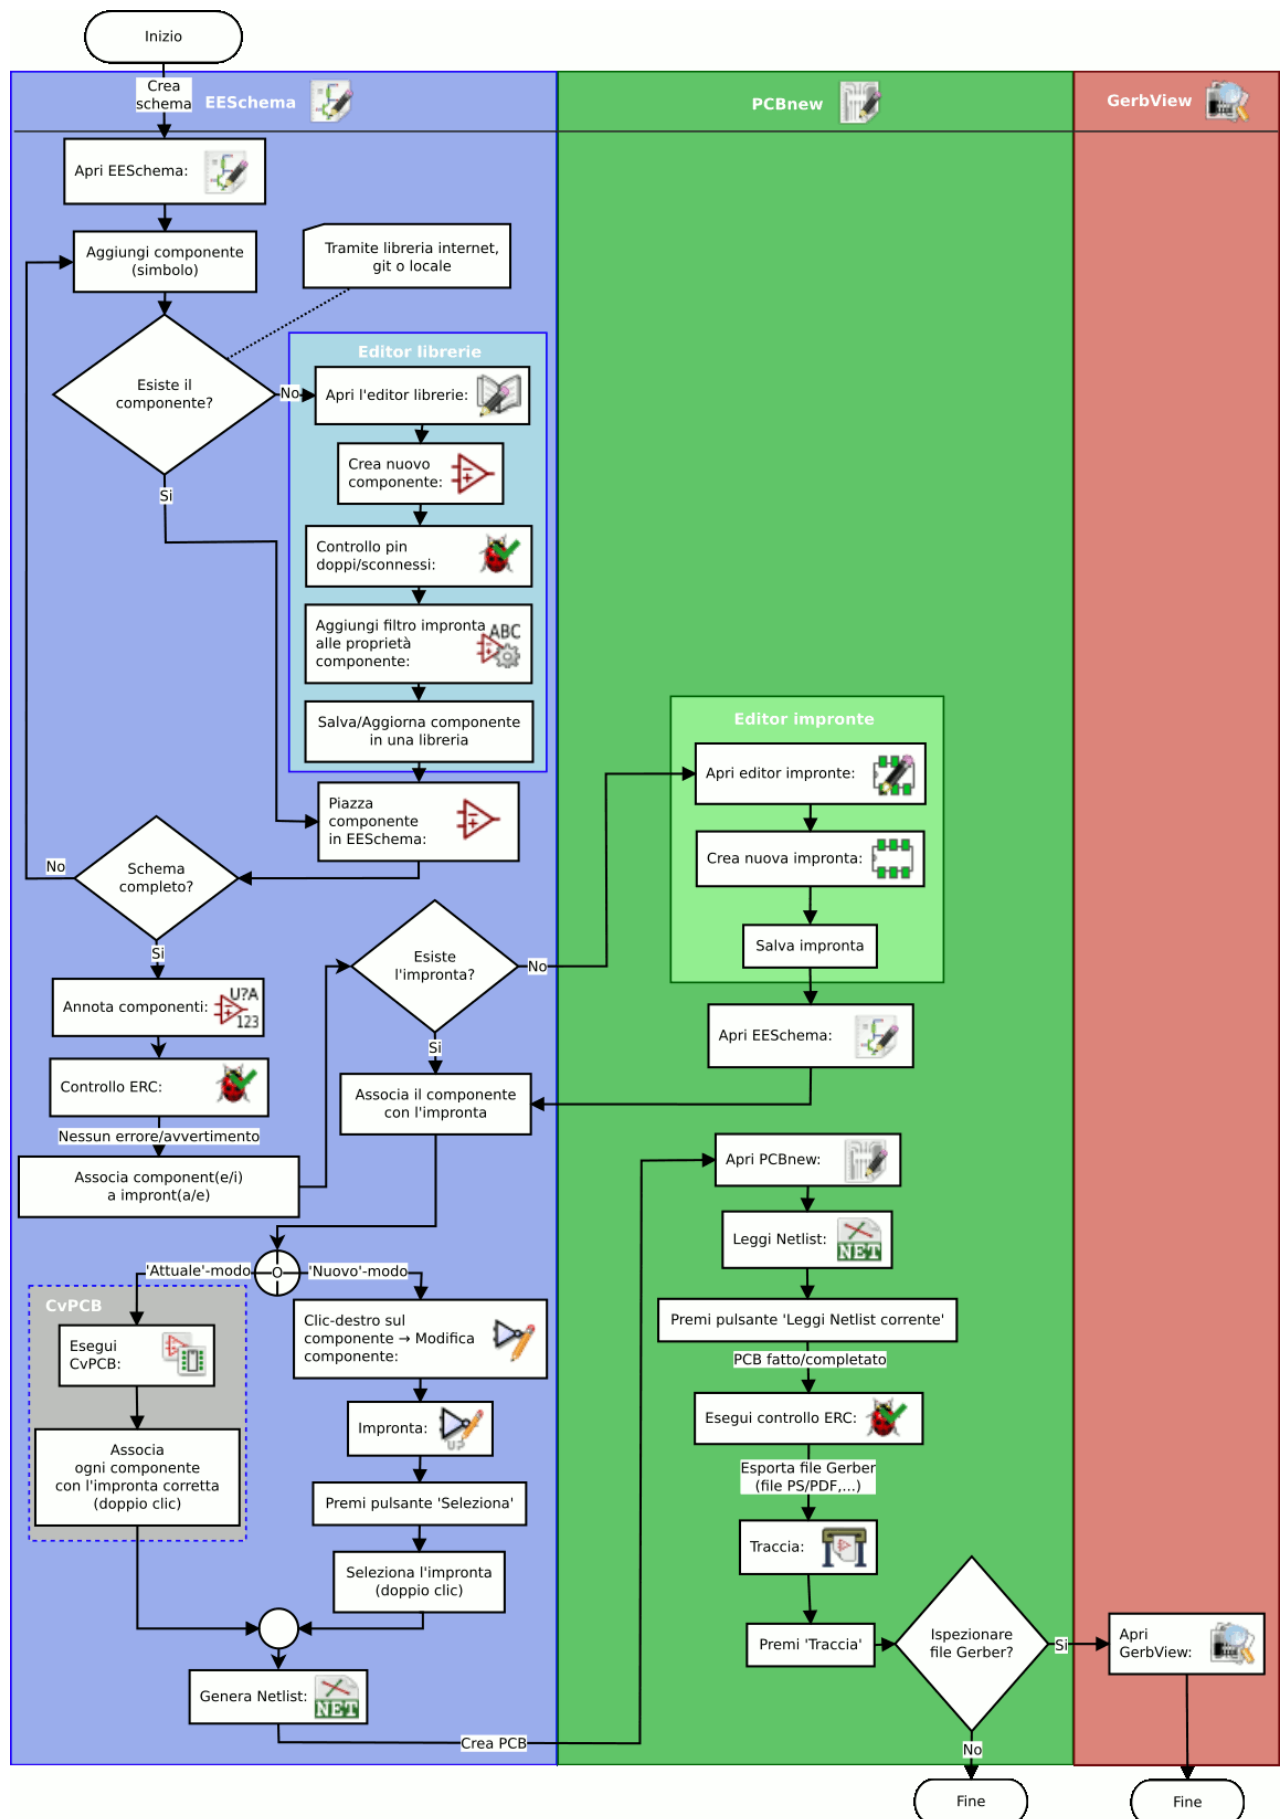 Inizio
Crea
schema
EESchema
PCBnew
GerbView
Apri EESchema:
Aggiungi componente
(simbolo)
Tramite libreria internet,
git o locale
Esiste il
componente?
No
Si
Editor librerie
Apri l'editor librerie:
Crea nuovo
componente:
Controllo pin
doppi/sconnessi:
Aggiungi filtro impronta
alle proprietà
componente:
ABC
Salva/Aggiorna componente
in una libreria
Piazza
componente
in EESchema:
Schema
completo?
No
Si
Annota componenti:
U?A
123
Controllo ERC:
Nessun errore/avvertimento
Associa component(e/i)
a impront(a/e)
Esiste
l'impronta?
No
Si
Editor impronte
Apri editor impronte:
Crea nuova impronta:
Salva impronta
Apri EESchema:
Associa il componente
con l'impronta
O
'Attuale'-modo
'Nuovo'-modo
CvPCB
Esegui
CvPCB:
Associa
ogni componente
con l'impronta corretta
(doppio clic)
Clic-destro sul
componente → Modifica
componente:
Impronta:
UP
Premi pulsante 'Seleziona'
Seleziona l'impronta
(doppio clic)
Genera Netlist:
NET
Crea PCB
Apri PCBnew:
Leggi Netlist:
NET
Premi pulsante 'Leggi Netlist corrente'
PCB fatto/completato
Esegui controllo ERC:
Esporta file Gerber
(file PS/PDF,...)
Traccia:
Premi 'Traccia'
Ispezionare
file Gerber?
Si
No
Apri
GerbView:
Fine
Fine